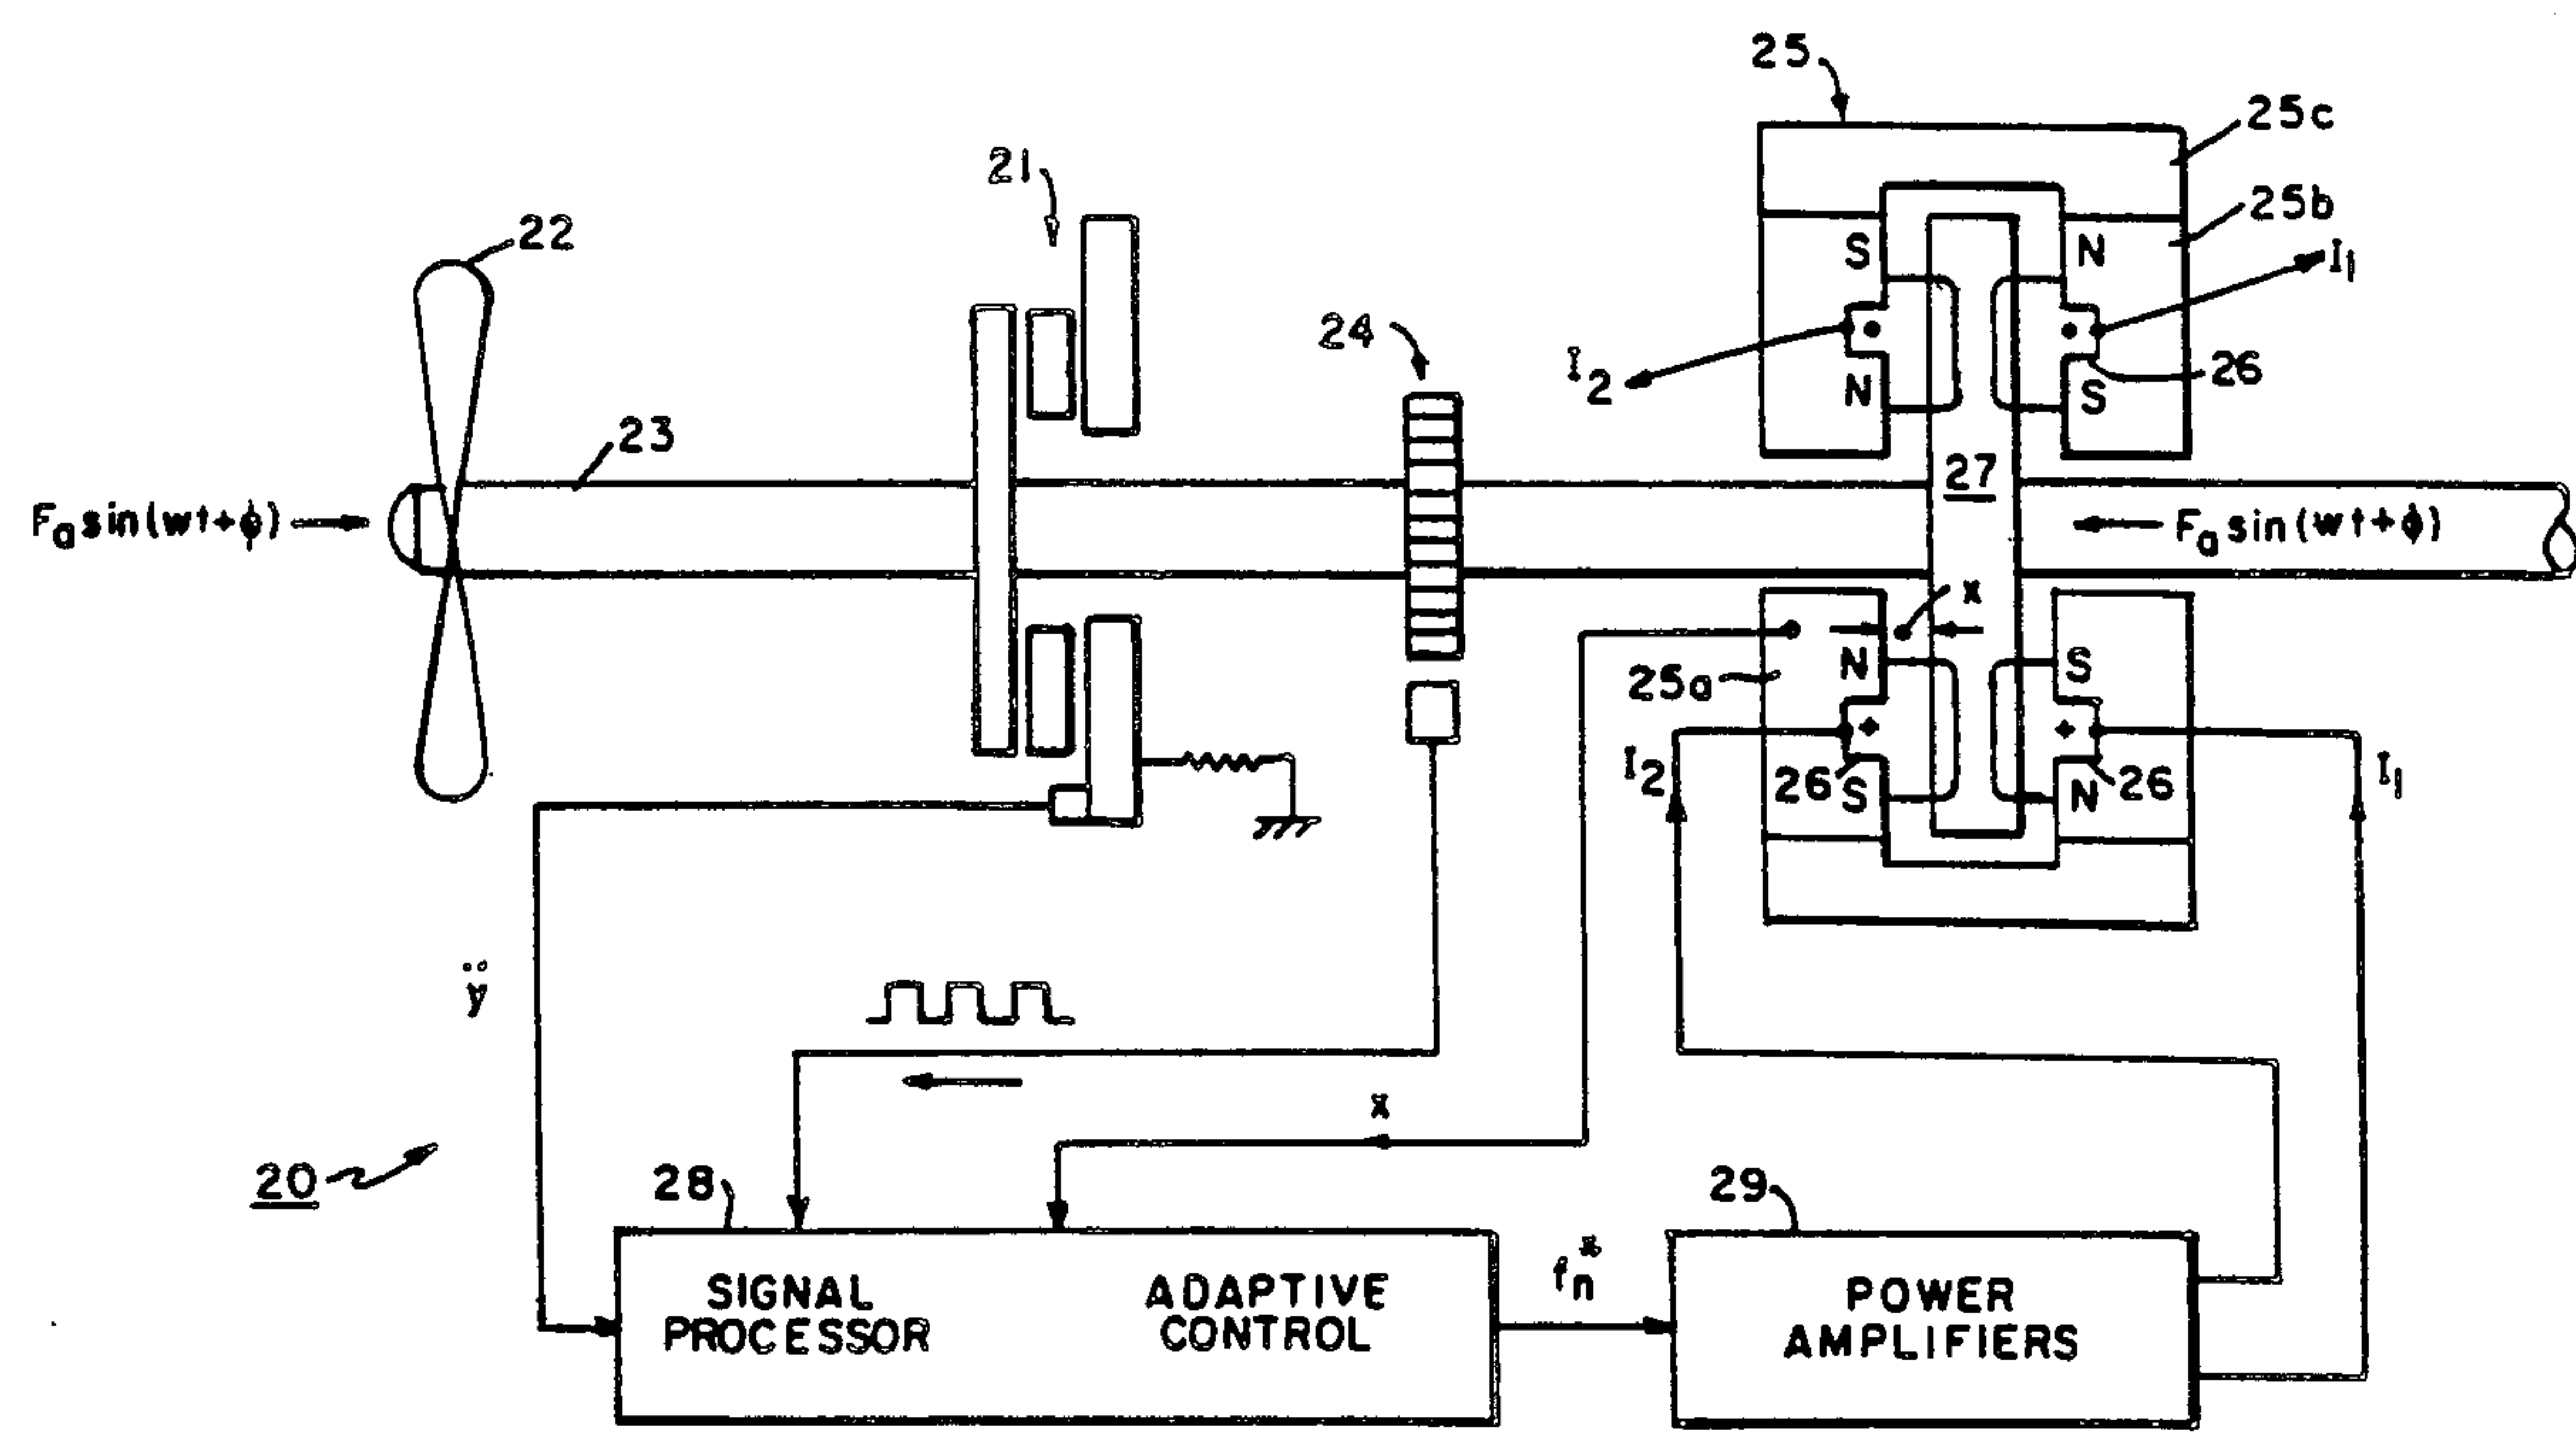 25
25c
21
25b
22
S
N
I1
24
I2
N
S
26
23
27
Fa sin(wt+ϕ)
Fa sin(wt+ϕ)
x
25a
N
S
+
+
I2
26
S
N
26
I1
ÿ
x
20
28
29
fn*
SIGNAL PROCESSOR
ADAPTIVE CONTROL
POWER AMPLIFIERS